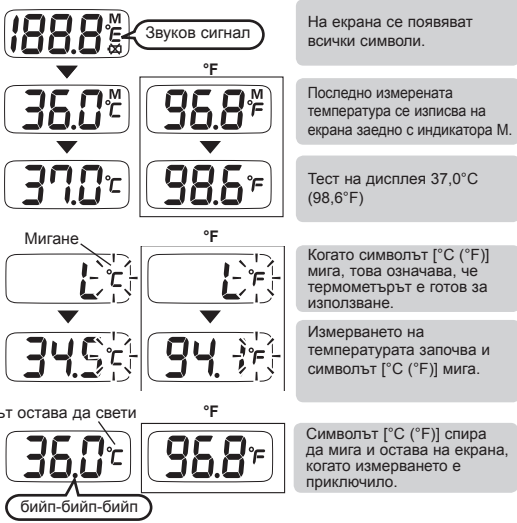 188.8 M °E
Звуков сигнал
На екрана се появяват
всички символи.
°F
36.0 M °C
96.8 M °F
Последно измерената
температура се изписва на
екрана заедно с индикатора M.
37.0 °C
98.6 °F
Тест на дисплея 37,0°C
(98,6°F)
Мигане
°F
L °C
L °F
Когато символът [°C (°F)]
мига, това означава, че
термометърът е готов за
използване.
34.5 °C
94.1 °F
Измерването на
температурата започва и
символът [°C (°F)] мига.
ът остава да свети
°F
36.0 °C
96.8 °F
Символът [°C (°F)] спира
да мига и остава на екрана,
когато измерването е
приключило.
бийп-бийп-бийп